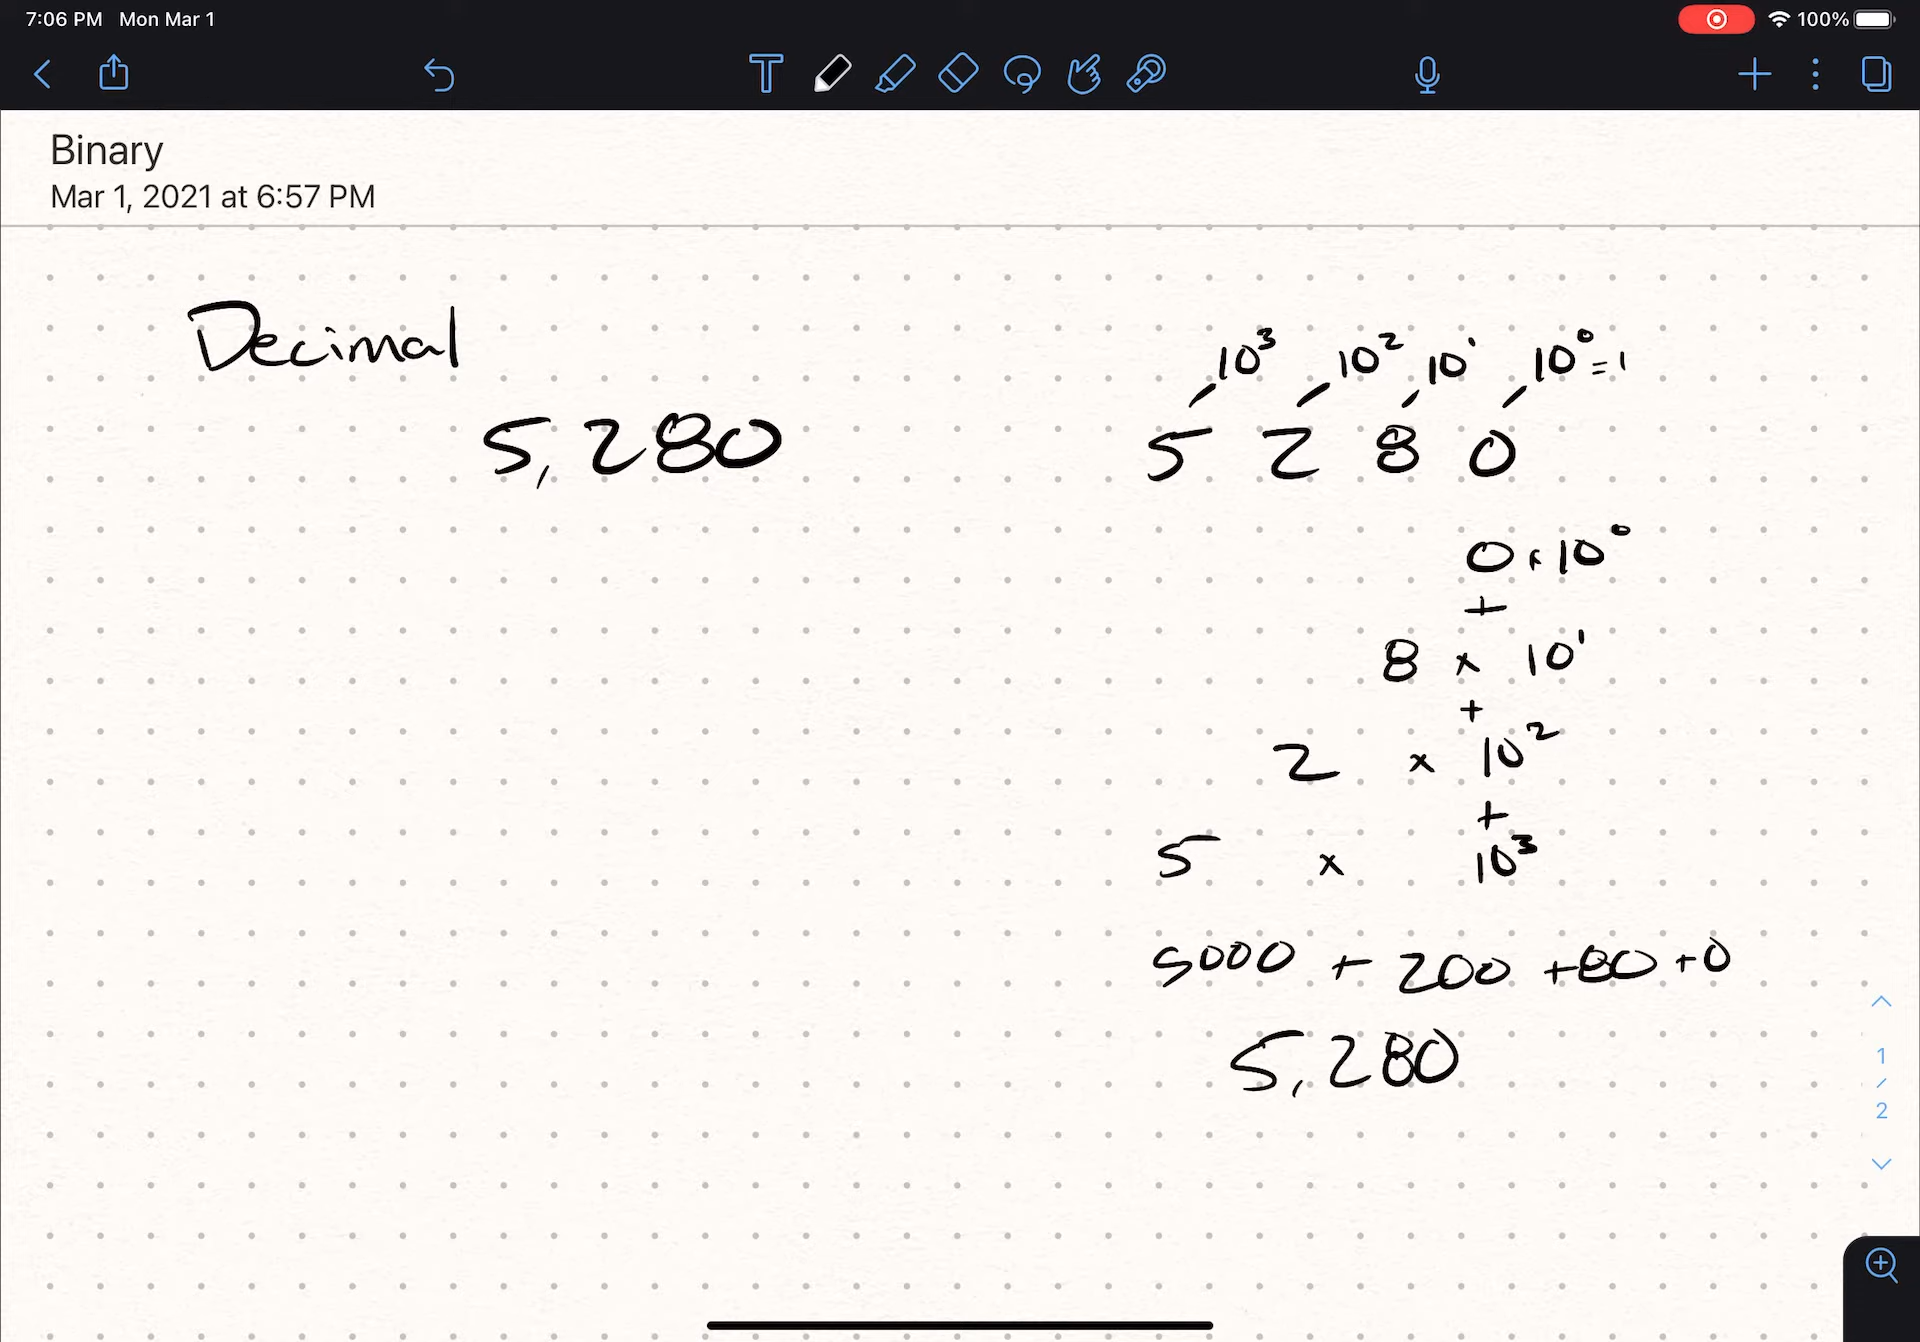 7:06 PM Mon Mar 1
100%
Binary
Mar 1, 2021 at 6:57 PM
Decimal
5,280
10³ 10² 10¹ 10⁰ = 1
5 2 8 0
0 x 10⁰
+
8 x 10¹
+
2 x 10²
+
5 x 10³
5000 + 200 + 80 + 0
5,280
1
/
2